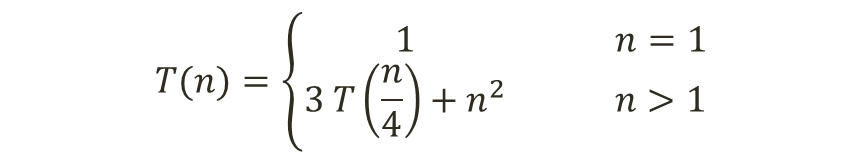 T(n) = { 1 n = 1
3 T(n/4) + n² n > 1